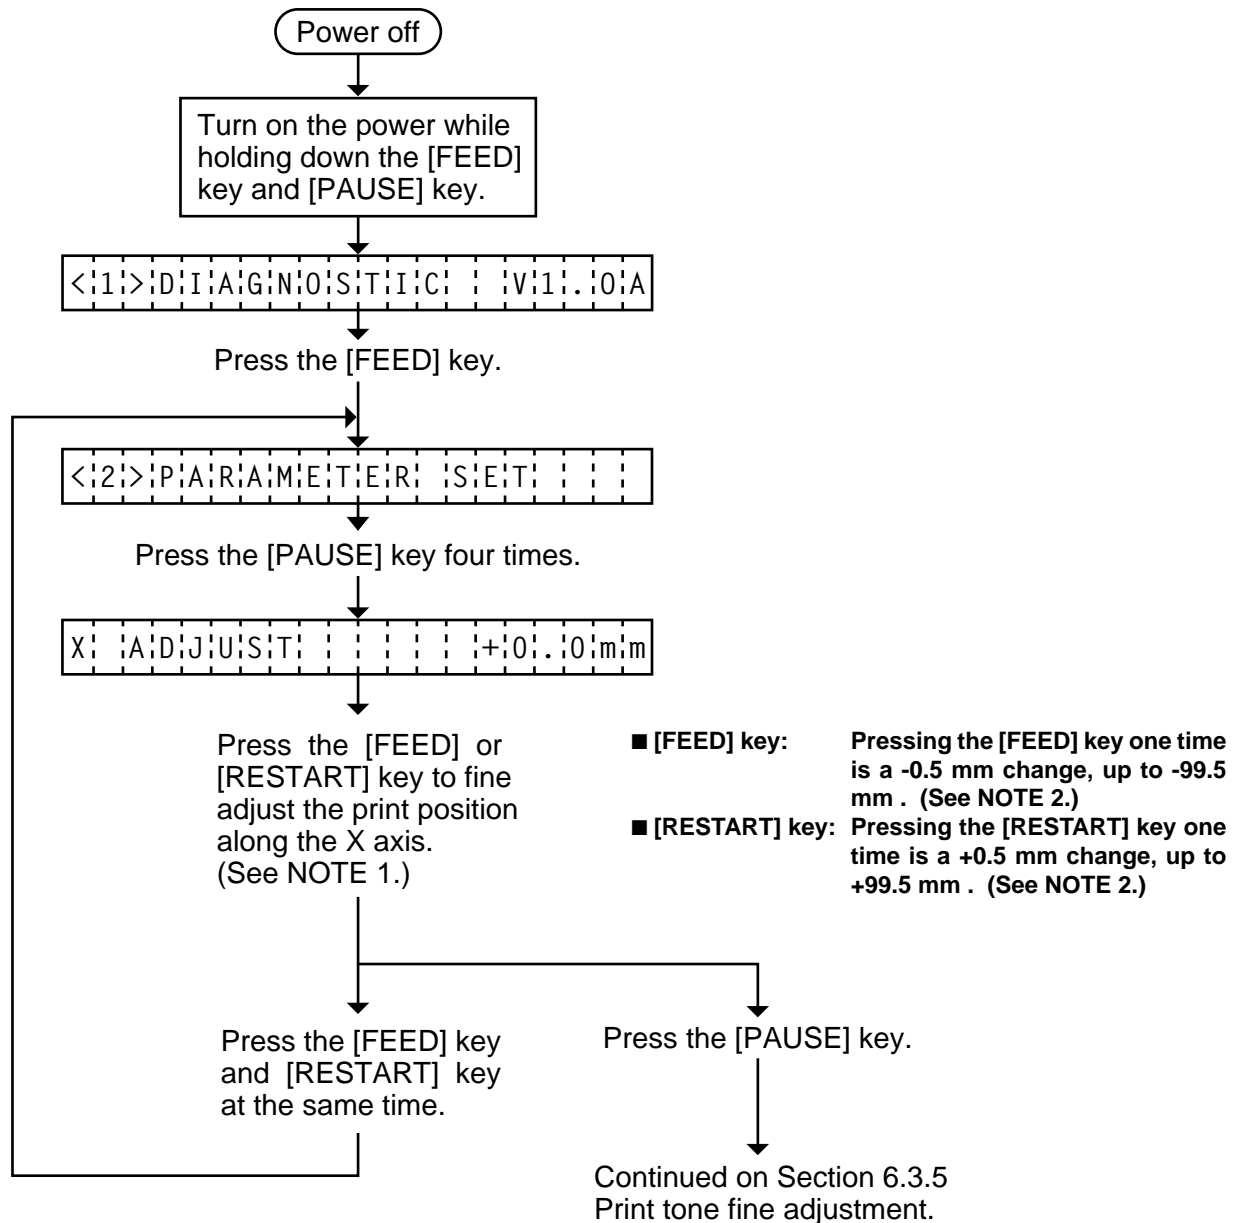 Power off
Turn on the power while
holding down the [FEED]
key and [PAUSE] key.
<1>DIAGNOSTIC  V1.0A
Press the [FEED] key.
<2>PARAMETER SET
Press the [PAUSE] key four times.
X ADJUST      +0.0mm
Press the [FEED] or
[RESTART] key to fine
adjust the print position
along the X axis.
(See NOTE 1.)
■ [FEED] key: Pressing the [FEED] key one time
is a -0.5 mm change, up to -99.5
mm . (See NOTE 2.)
■ [RESTART] key: Pressing the [RESTART] key one
time is a +0.5 mm change, up to
+99.5 mm . (See NOTE 2.)
Press the [FEED] key
and [RESTART] key
at the same time.
Press the [PAUSE] key.
Continued on Section 6.3.5
Print tone fine adjustment.